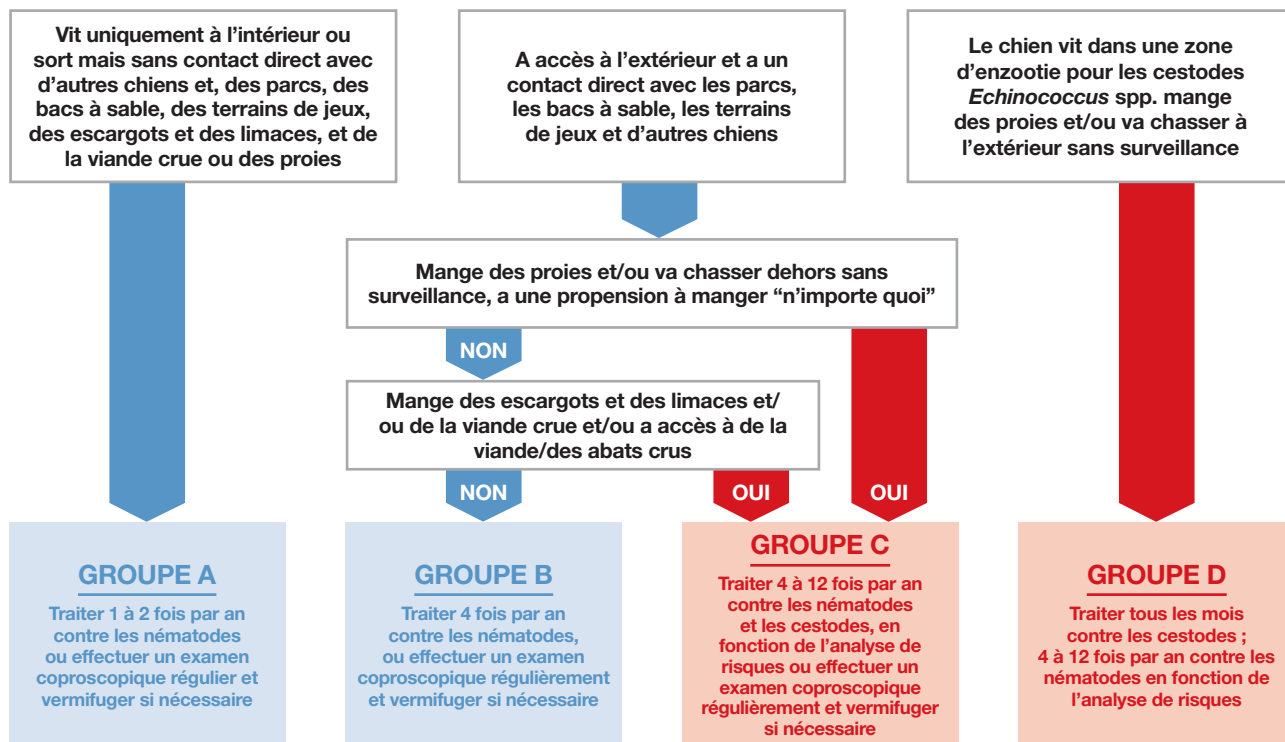 Vit uniquement à l’intérieur ou
sort mais sans contact direct avec
d’autres chiens et, des parcs, des
bacs à sable, des terrains de jeux,
des escargots et des limaces, et de
la viande crue ou des proies
A accès à l’extérieur et a un
contact direct avec les parcs,
les bacs à sable, les terrains
de jeux et d’autres chiens
Le chien vit dans une zone
d’enzootie pour les cestodes
Echinococcus spp. mange
des proies et/ou va chasser à
l’extérieur sans surveillance
Mange des proies et/ou va chasser dehors sans
surveillance, a une propension à manger “n’importe quoi”
NON
Mange des escargots et des limaces et/
ou de la viande crue et/ou a accès à de la
viande/des abats crus
NON
OUI
OUI
GROUPE A
Traiter 1 à 2 fois par an
contre les nématodes
ou effectuer un examen
coproscopique régulier et
vermifuger si nécessaire
GROUPE B
Traiter 4 fois par an
contre les nématodes,
ou effectuer un examen
coproscopique régulièrement
et vermifuger si nécessaire
GROUPE C
Traiter 4 à 12 fois par an
contre les nématodes
et les cestodes, en
fonction de l’analyse de
risques ou effectuer un
examen coproscopique
régulièrement et vermifuger
si nécessaire
GROUPE D
Traiter tous les mois
contre les cestodes ;
4 à 12 fois par an contre les
nématodes en fonction de
l’analyse de risques